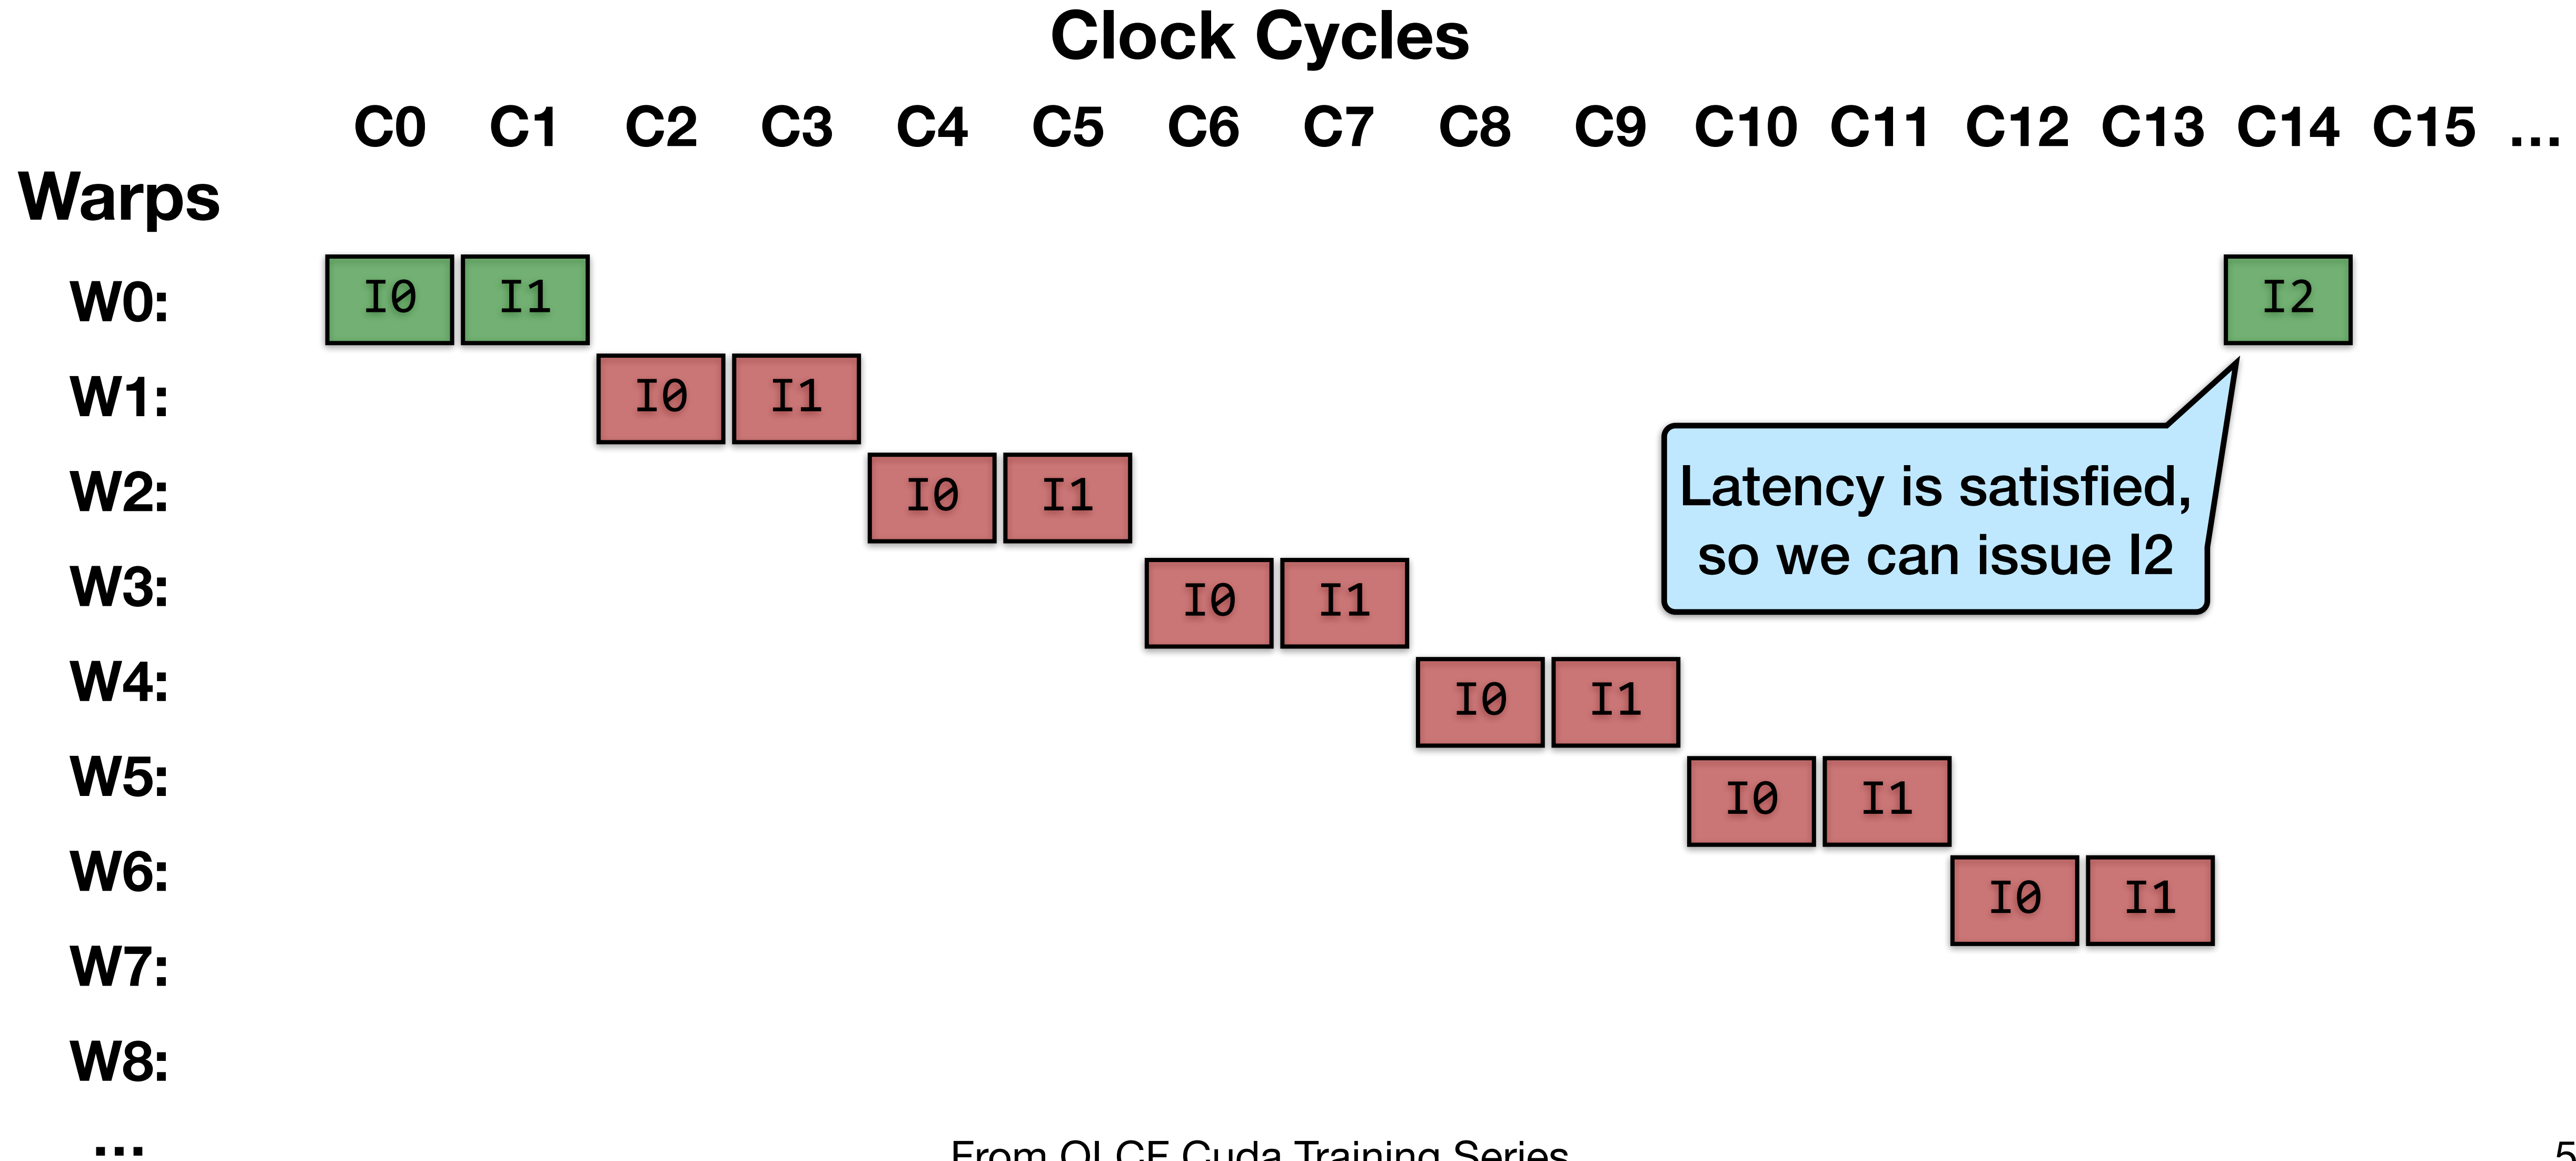 Clock Cycles
C0 C1 C2 C3 C4 C5 C6 C7 C8 C9 C10 C11 C12 C13 C14 C15 ...
Warps
W0: I0 I1 I2
W1: I0 I1
Latency is satisfied,
so we can issue I2
W2: I0 I1
W3: I0 I1
W4: I0 I1
W5: I0 I1
W6: I0 I1
W7:
W8:
...
From OLCF Cuda Training Series
5